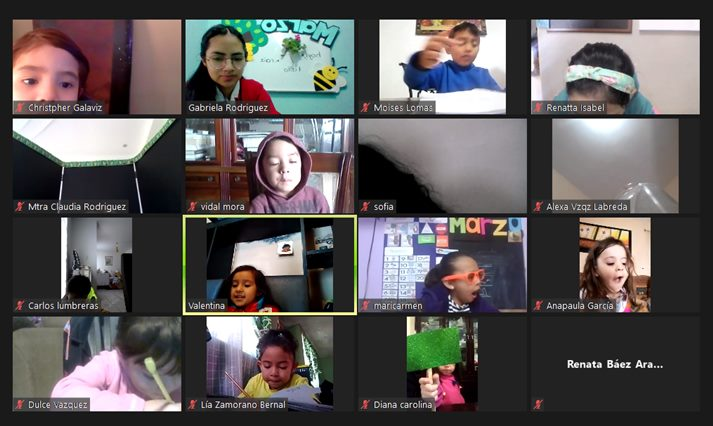 Marzo
Christpher Galaviz
Gabriela Rodriguez
Moises Lomas
Renatta Isabel
Mtra Claudia Rodriguez
vidal mora
sofia
Alexa Vzqz Labreda
Carlos lumbreras
Valentina
Marzo
maricarmen
Anapaula García
Dulce Vazquez
Lía Zamorano Bernal
Diana carolina
Renata Báez Ara...